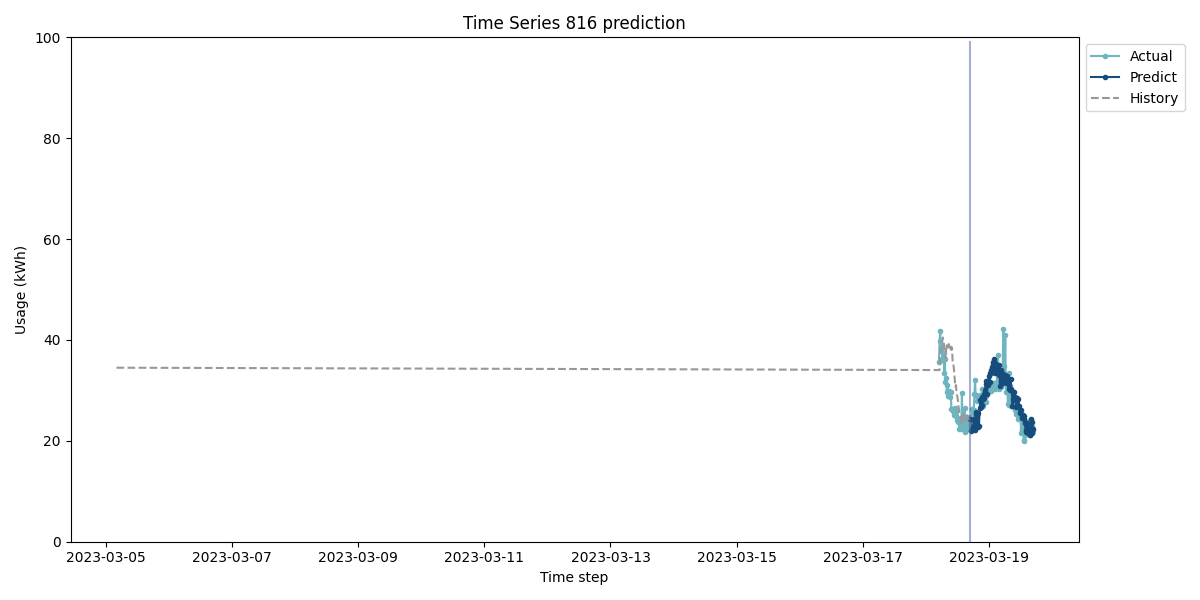 Time Series 816 prediction
100
80
60
40
20
0
Usage (kWh)
2023-03-05
2023-03-07
2023-03-09
2023-03-11
2023-03-13
2023-03-15
2023-03-17
2023-03-19
Time step
Actual
Predict
History